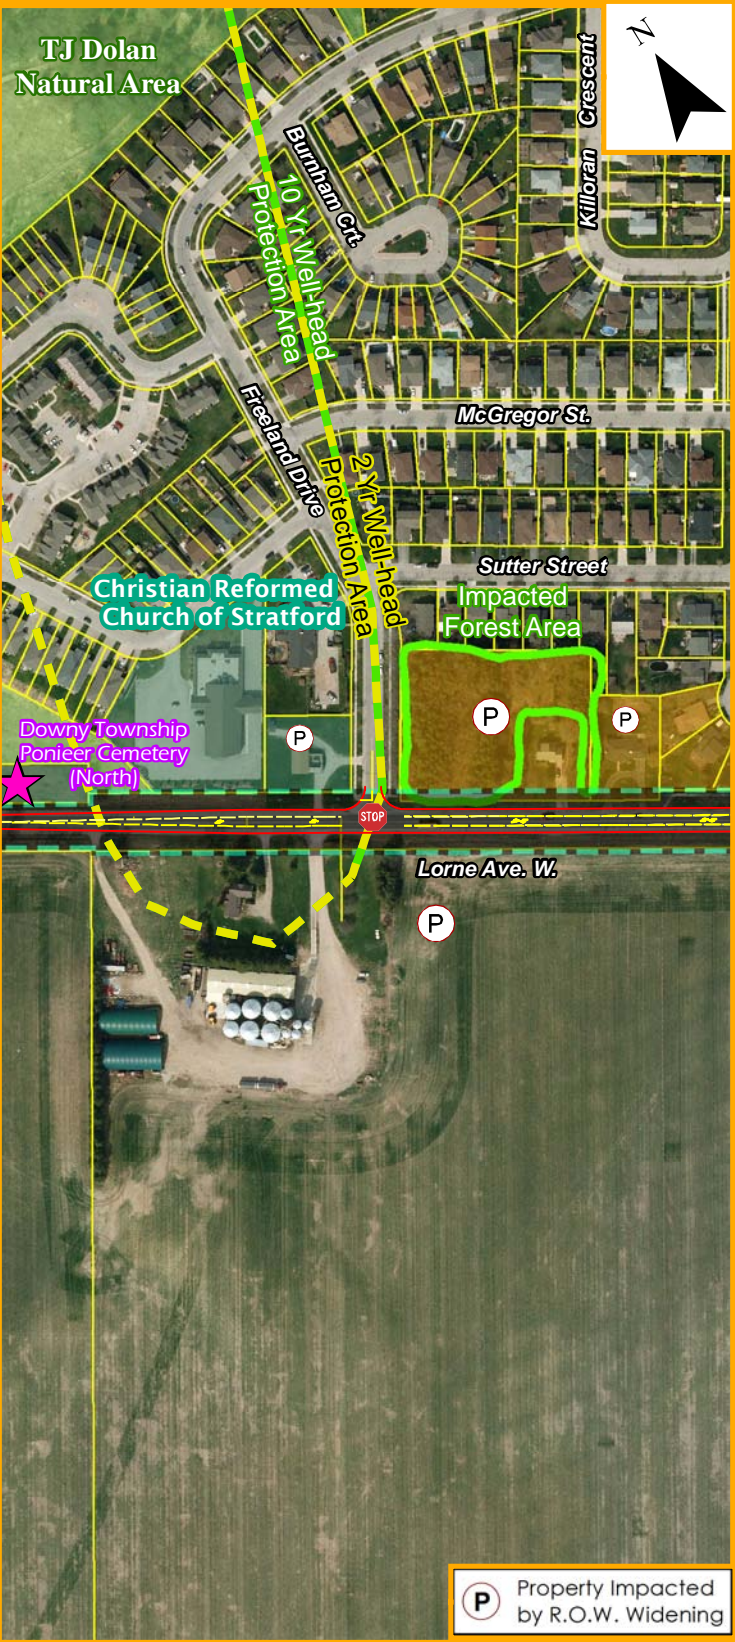 TJ Dolan
Natural Area
N
Killoran Crescent
Burnham Crt.
10 Yr Well-head
Protection Area
McGregor St.
Freeland Drive
2 Yr Well-head
Protection Area
Sutter Street
Christian Reformed
Church of Stratford
Impacted
Forest Area
P
P
P
Downy Township
Ponieer Cemetery
(North)
STOP
Lorne Ave. W.
P
P
Property Impacted
by R.O.W. Widening